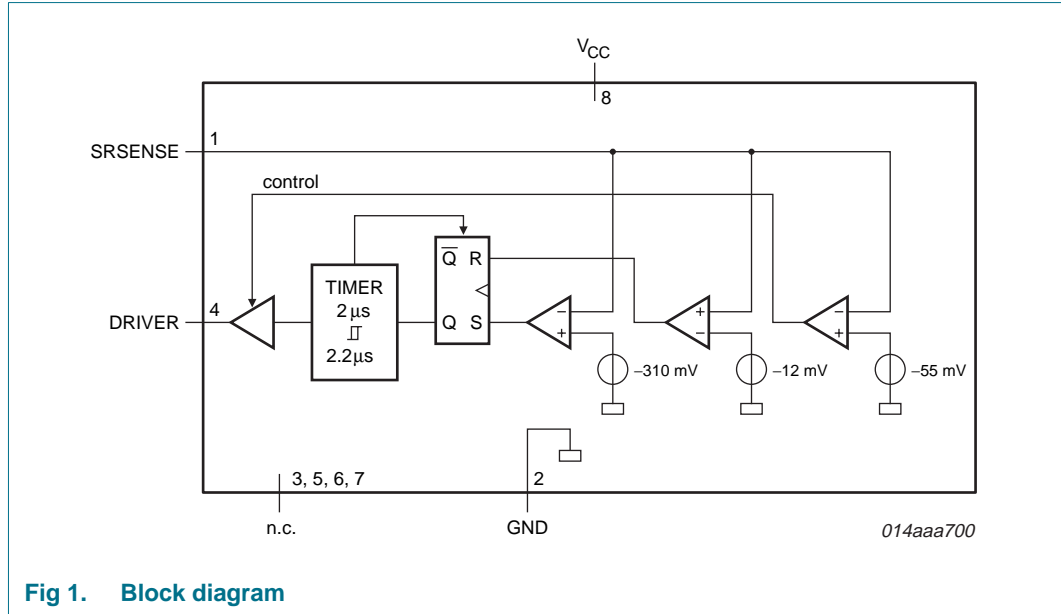 VCC
8
SRSENSE
1
control
Q R
TIMER
2 μs
2.2μs
DRIVER
4
Q S
−
+
+
−
−
+
−310 mV
−12 mV
−55 mV
3, 5, 6, 7
2
n.c.
GND
014aaa700
Fig 1. Block diagram